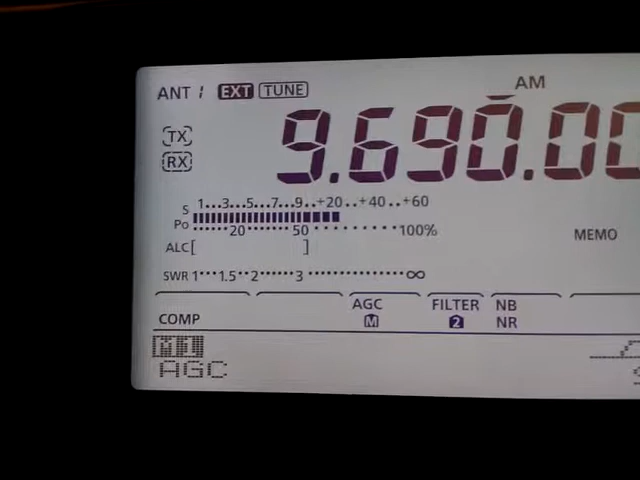 AM
ANT 1 EXT TUNE
TX 9.690.00
RX
S 1•••3•••5•••7•••9••+20••+40••+60
Po 20 50 100%
MEMO
ALC [ ]
SWR 1•••1.5••2•••••3 ∞
AGC FILTER NB
COMP M 2 NR
AGC